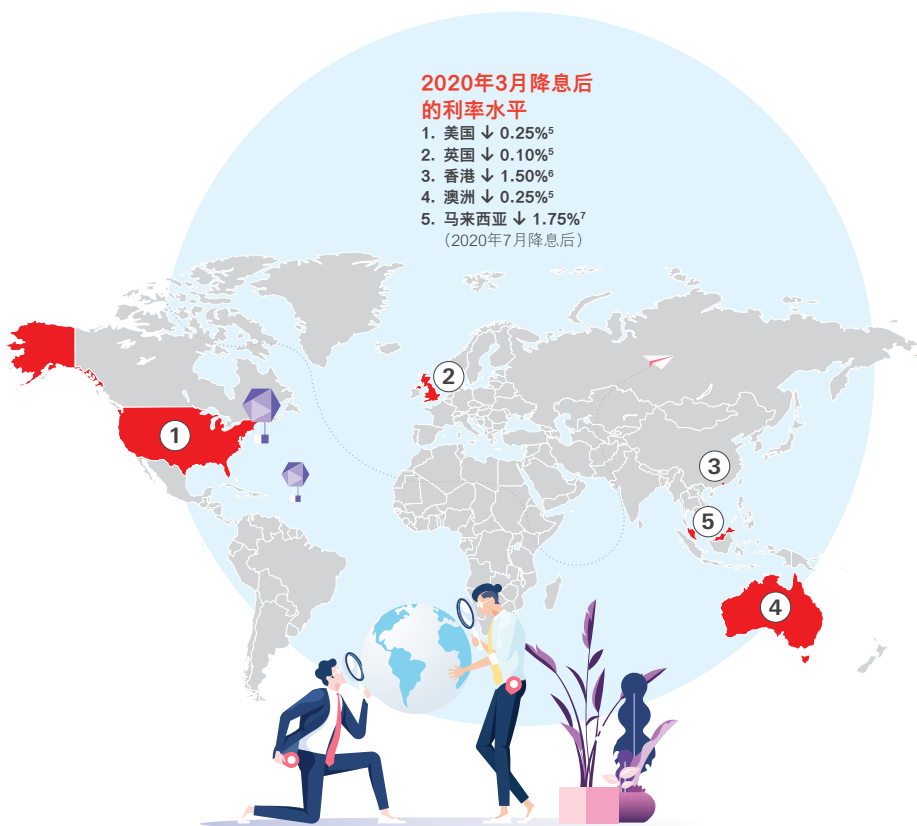 2020年3月降息后
的利率水平
1. 美国 ↓ 0.25%⁵
2. 英国 ↓ 0.10%⁵
3. 香港 ↓ 1.50%⁶
4. 澳洲 ↓ 0.25%⁵
5. 马来西亚 ↓ 1.75%⁷
（2020年7月降息后）
2
1
3
5
4